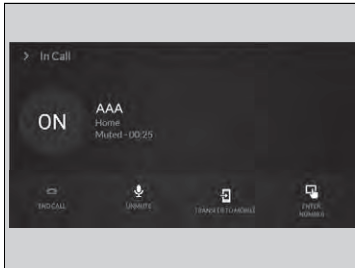 In Call
ON
AAA
Home
Muted - 00:25
END CALL
UNMUTE
TRANSFER TO MOBILE
ENTER
NUMBER